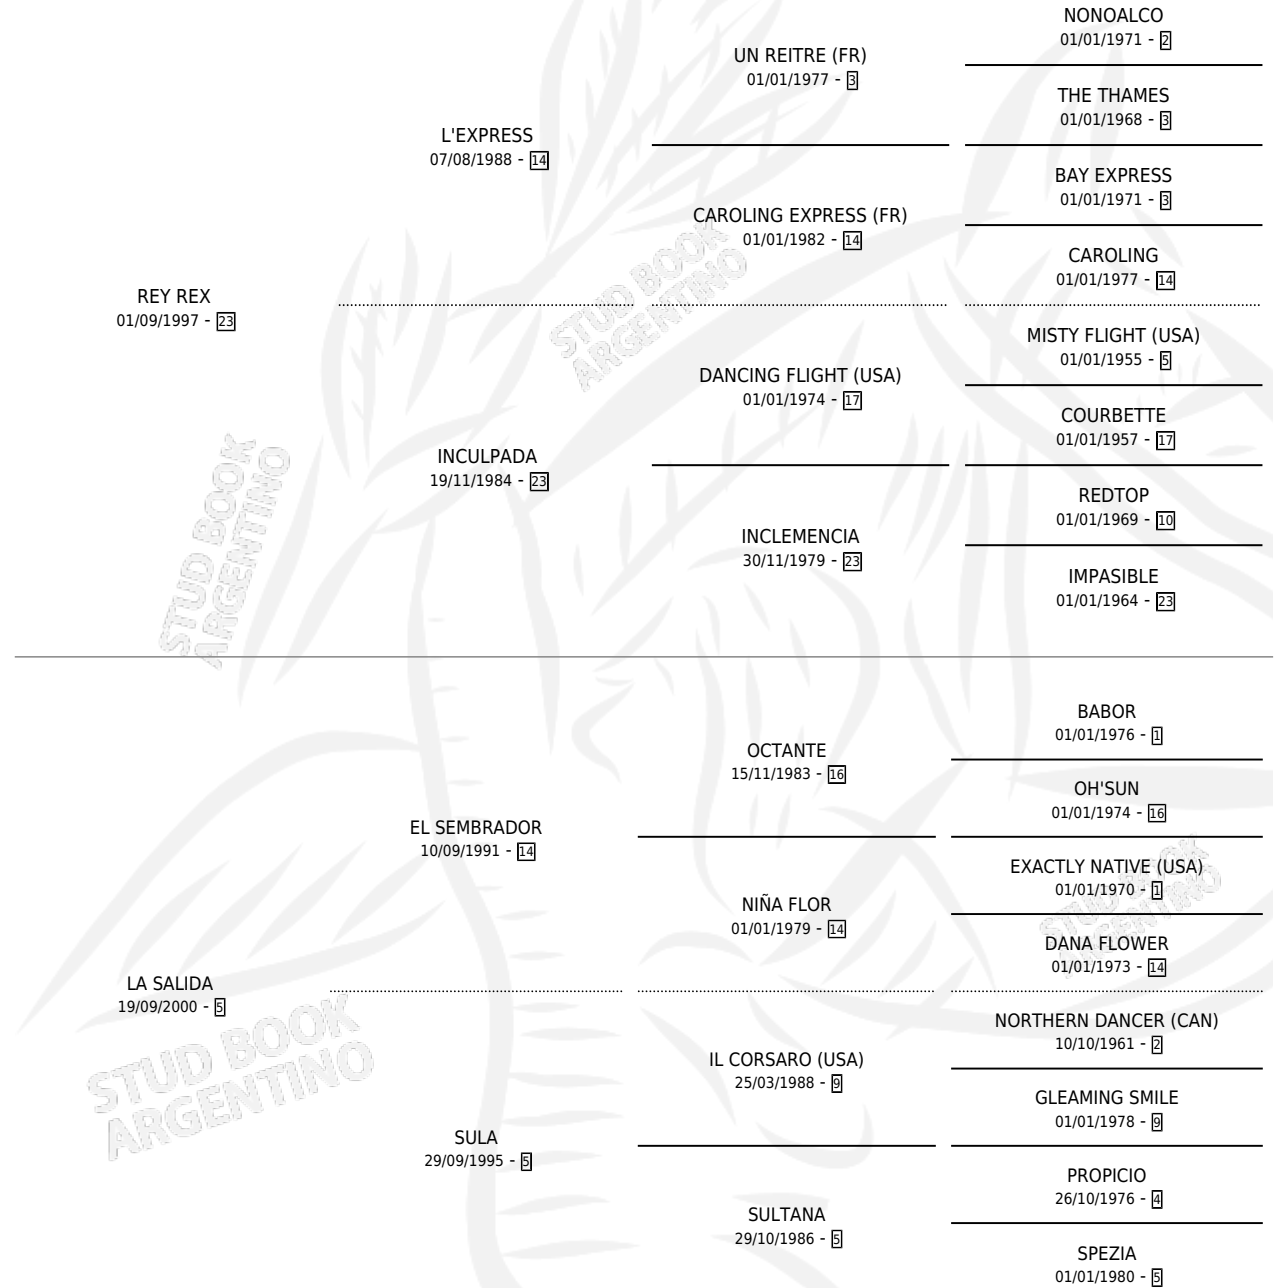 NONOALCO
01/01/1971 - 2
UN REITRE (FR)
01/01/1977 - 3
THE THAMES
01/01/1968 - 3
L'EXPRESS
07/08/1988 - 14
BAY EXPRESS
01/01/1971 - 3
CAROLING EXPRESS (FR)
01/01/1982 - 14
CAROLING
01/01/1977 - 14
REY REX
01/09/1997 - 23
MISTY FLIGHT (USA)
01/01/1955 - 5
DANCING FLIGHT (USA)
01/01/1974 - 17
COURBETTE
01/01/1957 - 17
INCULPADA
19/11/1984 - 23
REDTOP
01/01/1969 - 10
INCLEMENCIA
30/11/1979 - 23
IMPASIBLE
01/01/1964 - 23
BABOR
01/01/1976 - 1
OCTANTE
15/11/1983 - 16
OH'SUN
01/01/1974 - 16
EL SEMBRADOR
10/09/1991 - 14
EXACTLY NATIVE (USA)
01/01/1970 - 1
NIÑA FLOR
01/01/1979 - 14
DANA FLOWER
01/01/1973 - 14
LA SALIDA
19/09/2000 - 5
NORTHERN DANCER (CAN)
10/10/1961 - 2
IL CORSARO (USA)
25/03/1988 - 9
GLEAMING SMILE
01/01/1978 - 9
SULA
29/09/1995 - 5
PROPICIO
26/10/1976 - 4
SULTANA
29/10/1986 - 5
SPEZIA
01/01/1980 - 5
STUD BOOK
ARGENTINO
STUD BOOK
ARGENTINO
STUD BOOK
ARGENTINO
STUD BOOK
ARGENTINO